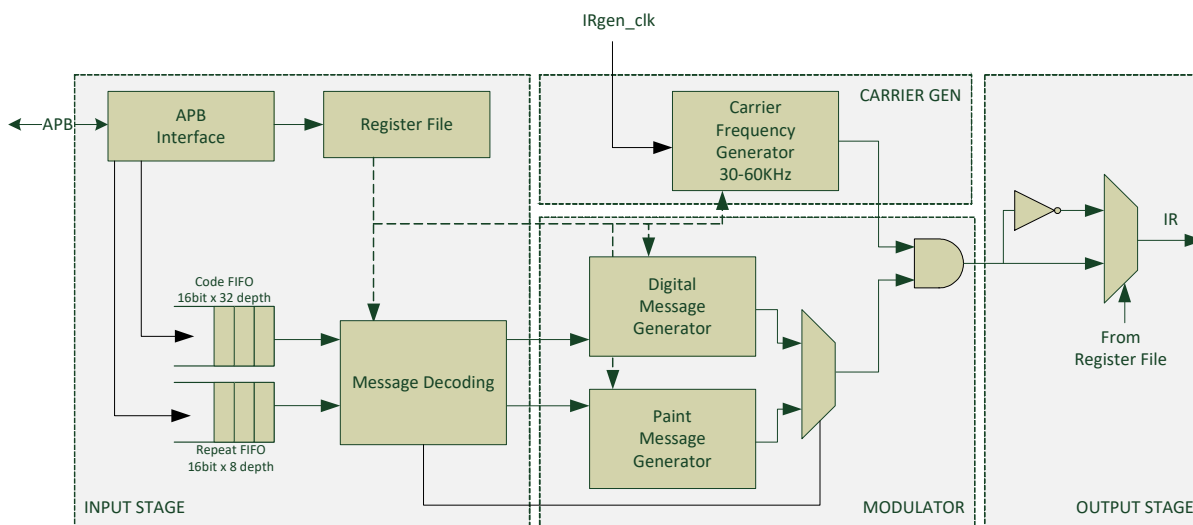 IRgen_clk
APB
APB
Interface
Register File
Code FIFO
16bit x 32 depth
Repeat FIFO
16bit x 8 depth
Message Decoding
INPUT STAGE
CARRIER GEN
Carrier
Frequency
Generator
30-60KHz
Digital
Message
Generator
Paint
Message
Generator
MODULATOR
IR
From
Register File
OUTPUT STAGE